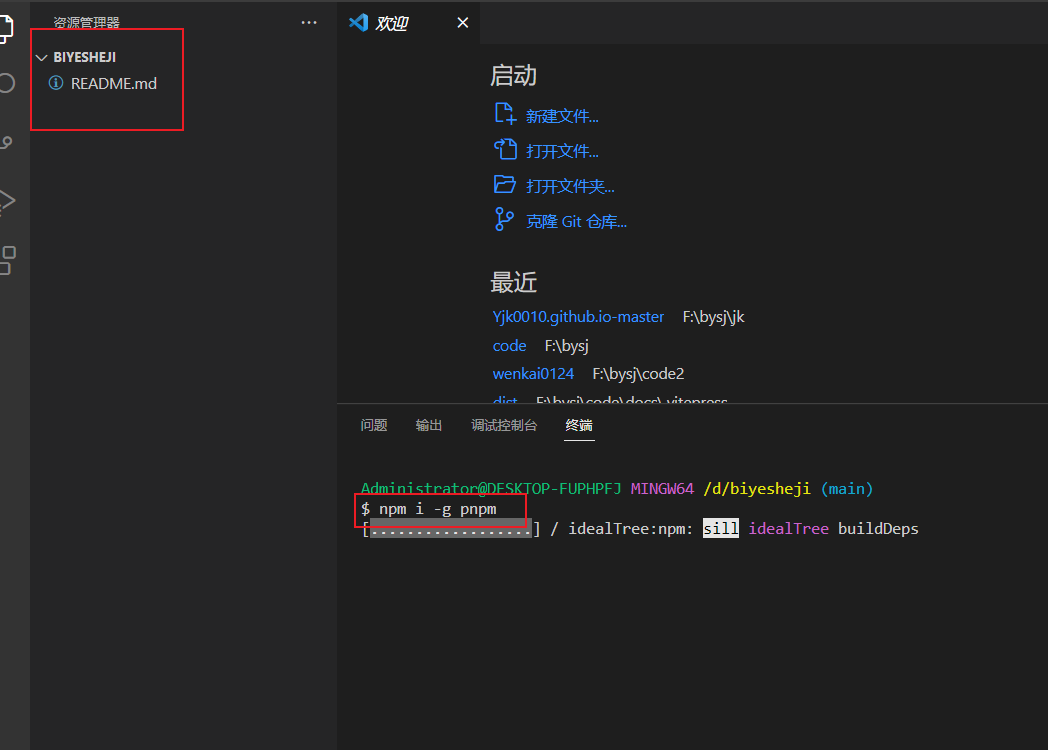 资源管理器 ···
BIYESHEJI
README.md
欢迎
启动
新建文件...
打开文件...
打开文件夹...
克隆 Git 仓库...
最近
Yjk0010.github.io-master F:\bysj\jk
code F:\bysj
wenkai0124 F:\bysj\code2
dist F:\bysj\code\docs\.vitepress
问题 输出 调试控制台 终端
Administrator@DESKTOP-FUPHPFJ MINGW64 /d/biyesheji (main)
$ npm i -g pnpm
[..................] / idealTree:npm: sill idealTree buildDeps